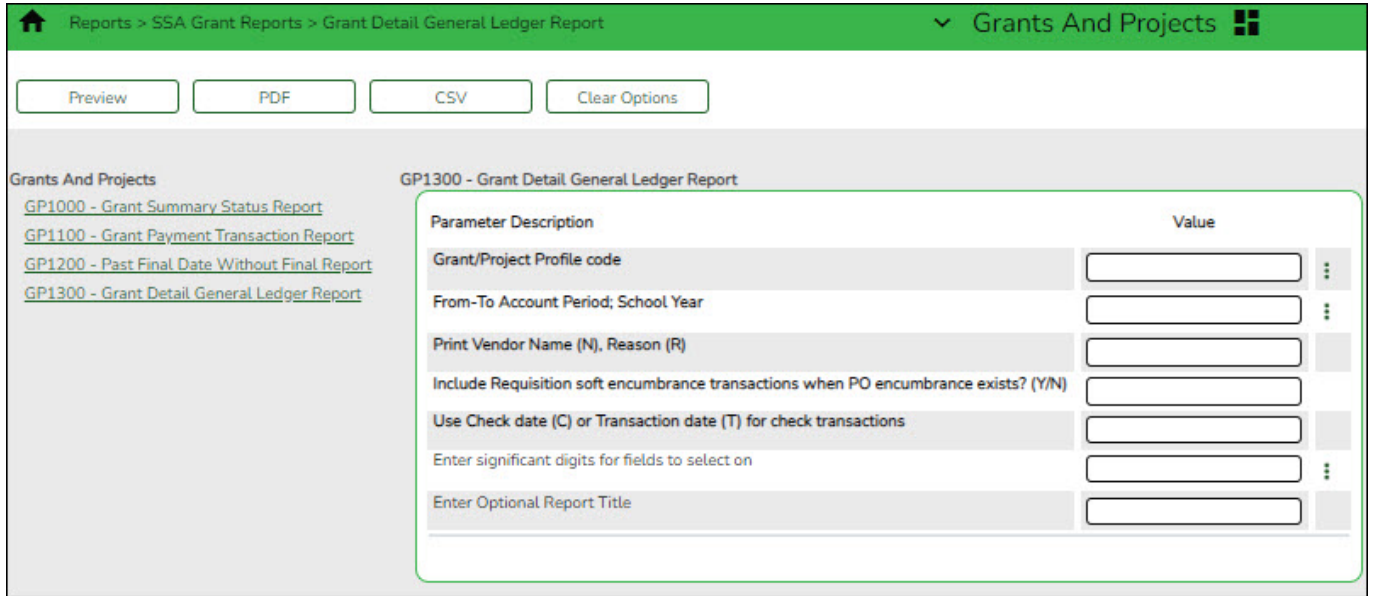 Reports > SSA Grant Reports > Grant Detail General Ledger Report
Grants And Projects
Preview
PDF
CSV
Clear Options
Grants And Projects
GP1000 - Grant Summary Status Report
GP1100 - Grant Payment Transaction Report
GP1200 - Past Final Date Without Final Report
GP1300 - Grant Detail General Ledger Report
GP1300 - Grant Detail General Ledger Report
Parameter Description Value
Grant/Project Profile code
From-To Account Period; School Year
Print Vendor Name (N), Reason (R)
Include Requisition soft encumbrance transactions when PO encumbrance exists? (Y/N)
Use Check date (C) or Transaction date (T) for check transactions
Enter significant digits for fields to select on
Enter Optional Report Title